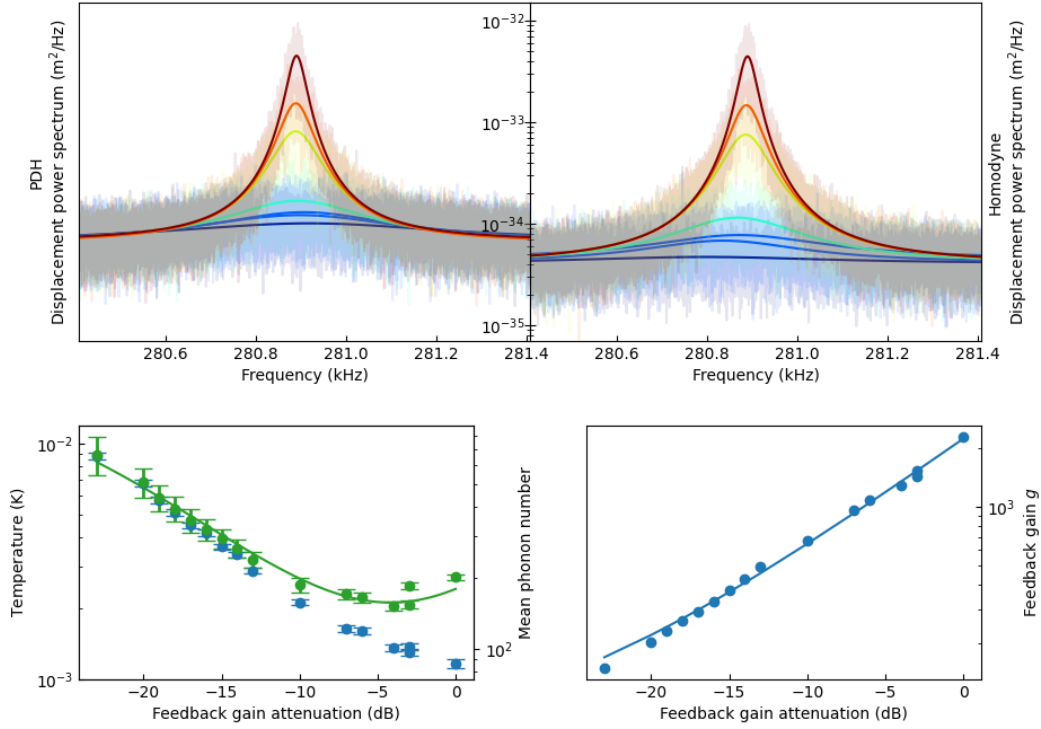 PDH
Displacement power spectrum (m²/Hz)
10⁻³²
10⁻³³
10⁻³⁴
10⁻³⁵
Homodyne
Displacement power spectrum (m²/Hz)
280.6 280.8 281.0 281.2 281.4 280.6 280.8 281.0 281.2 281.4
Frequency (kHz) Frequency (kHz)
Temperature (K)
10⁻²
10⁻³
Mean phonon number
10²
−20 −15 −10 −5 0
Feedback gain attenuation (dB)
Feedback gain g
10³
−20 −15 −10 −5 0
Feedback gain attenuation (dB)